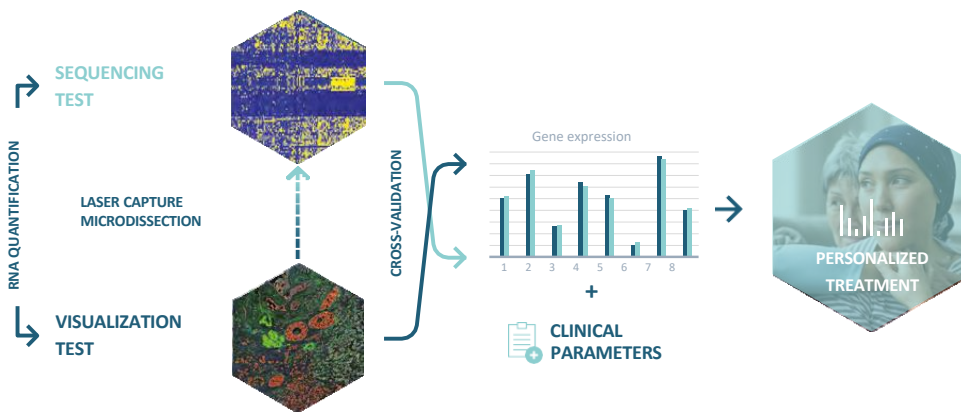 RNA QUANTIFICATION
SEQUENCING
TEST
LASER CAPTURE
MICRODISSECTION
VISUALIZATION
TEST
CROSS-VALIDATION
Gene expression
1 2 3 4 5 6 7 8
+
CLINICAL
PARAMETERS
PERSONALIZED
TREATMENT